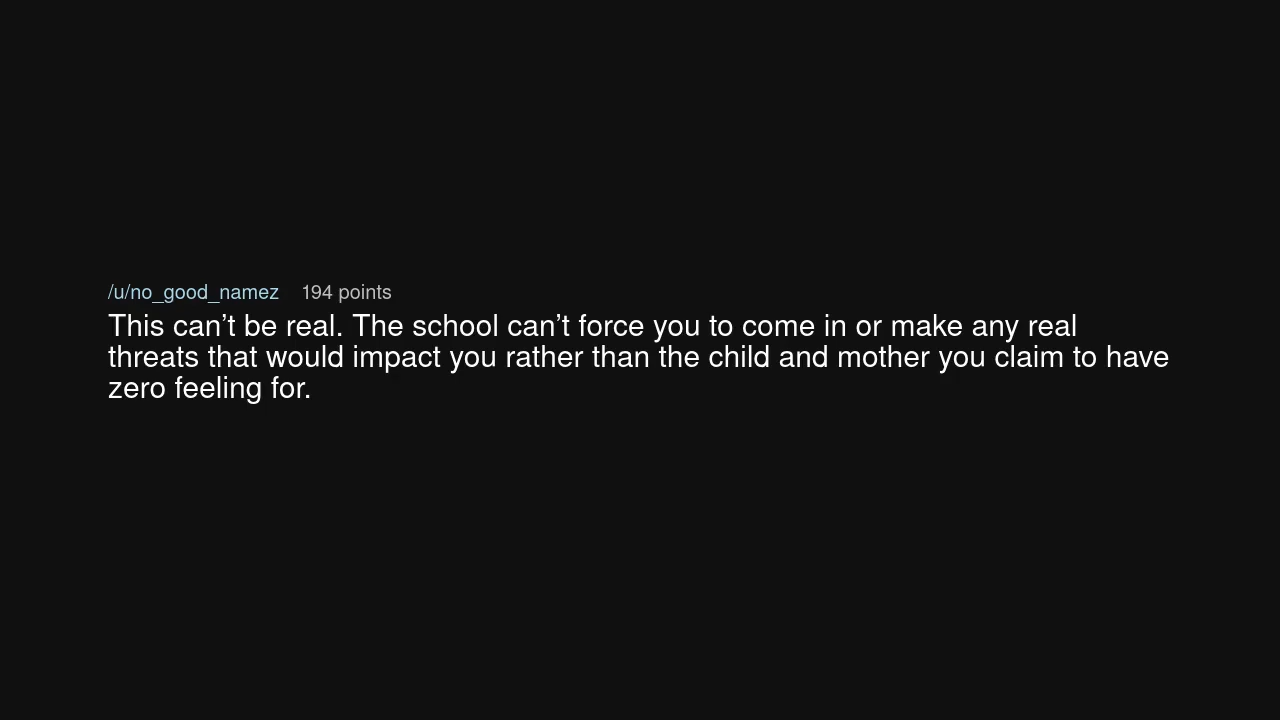 /u/no_good_namez 194 points
This can’t be real. The school can’t force you to come in or make any real
threats that would impact you rather than the child and mother you claim to have
zero feeling for.